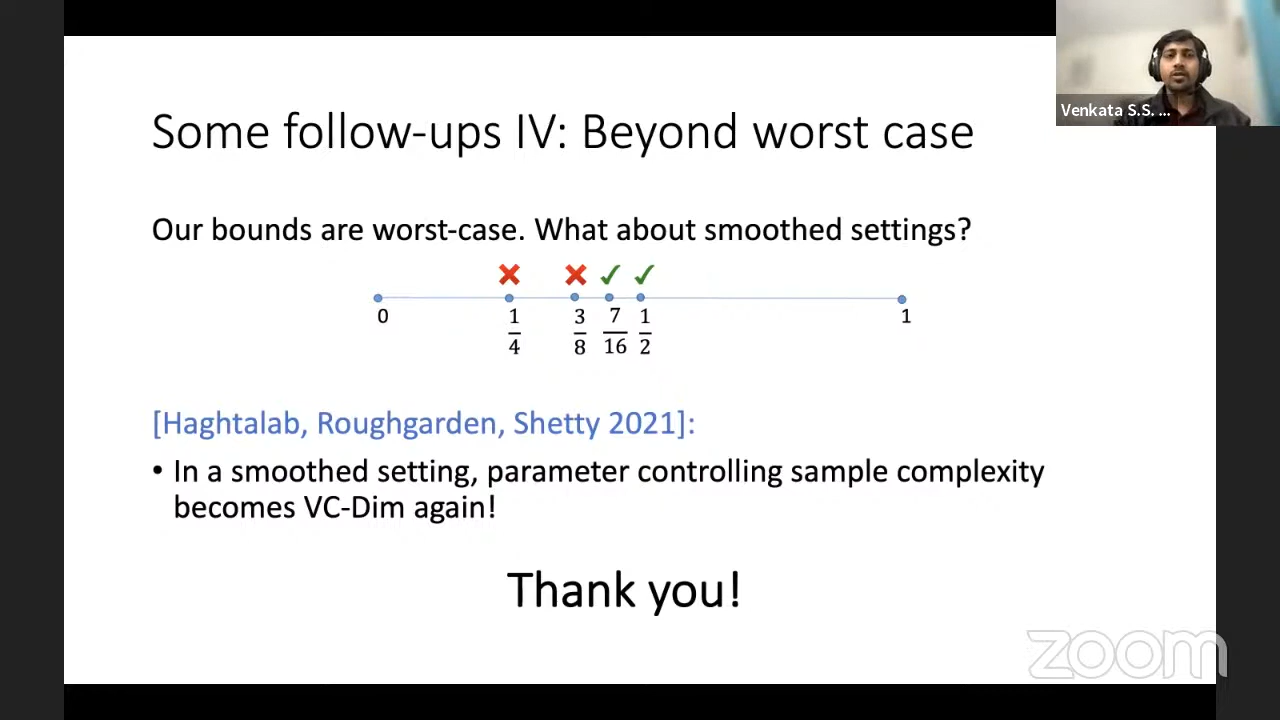 Venkata S.S. ...
Some follow-ups IV: Beyond worst case
Our bounds are worst-case. What about smoothed settings?
✖ ✖ ✓ ✓
0 1/4 3/8 7/16 1/2 1
[Haghtalab, Roughgarden, Shetty 2021]:
• In a smoothed setting, parameter controlling sample complexity
becomes VC-Dim again!
Thank you!
zoom